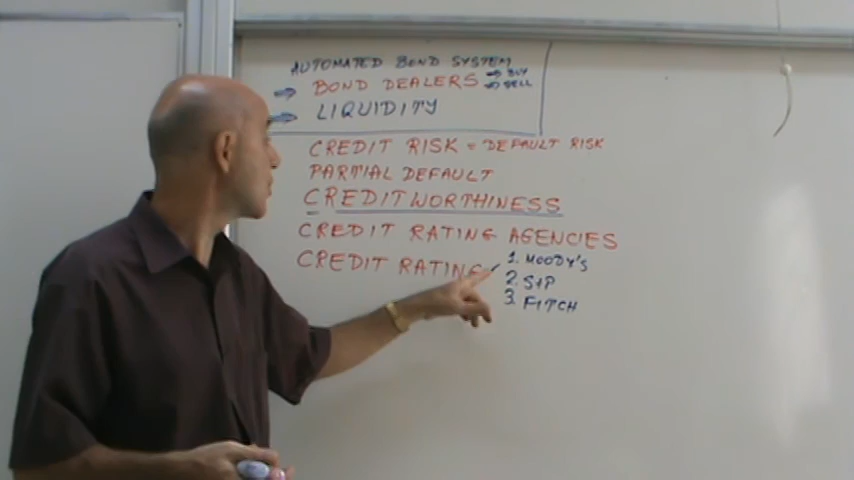 AUTOMATED BOND SYSTEM
⇒ BOND DEALERS ⇒ BUY
⇒ SELL
⇒ LIQUIDITY
CREDIT RISK = DEFAULT RISK
PARTIAL DEFAULT
CREDITWORTHINESS
CREDIT RATING AGENCIES
CREDIT RATING
1. MOODY'S
2. S+P
3. FITCH